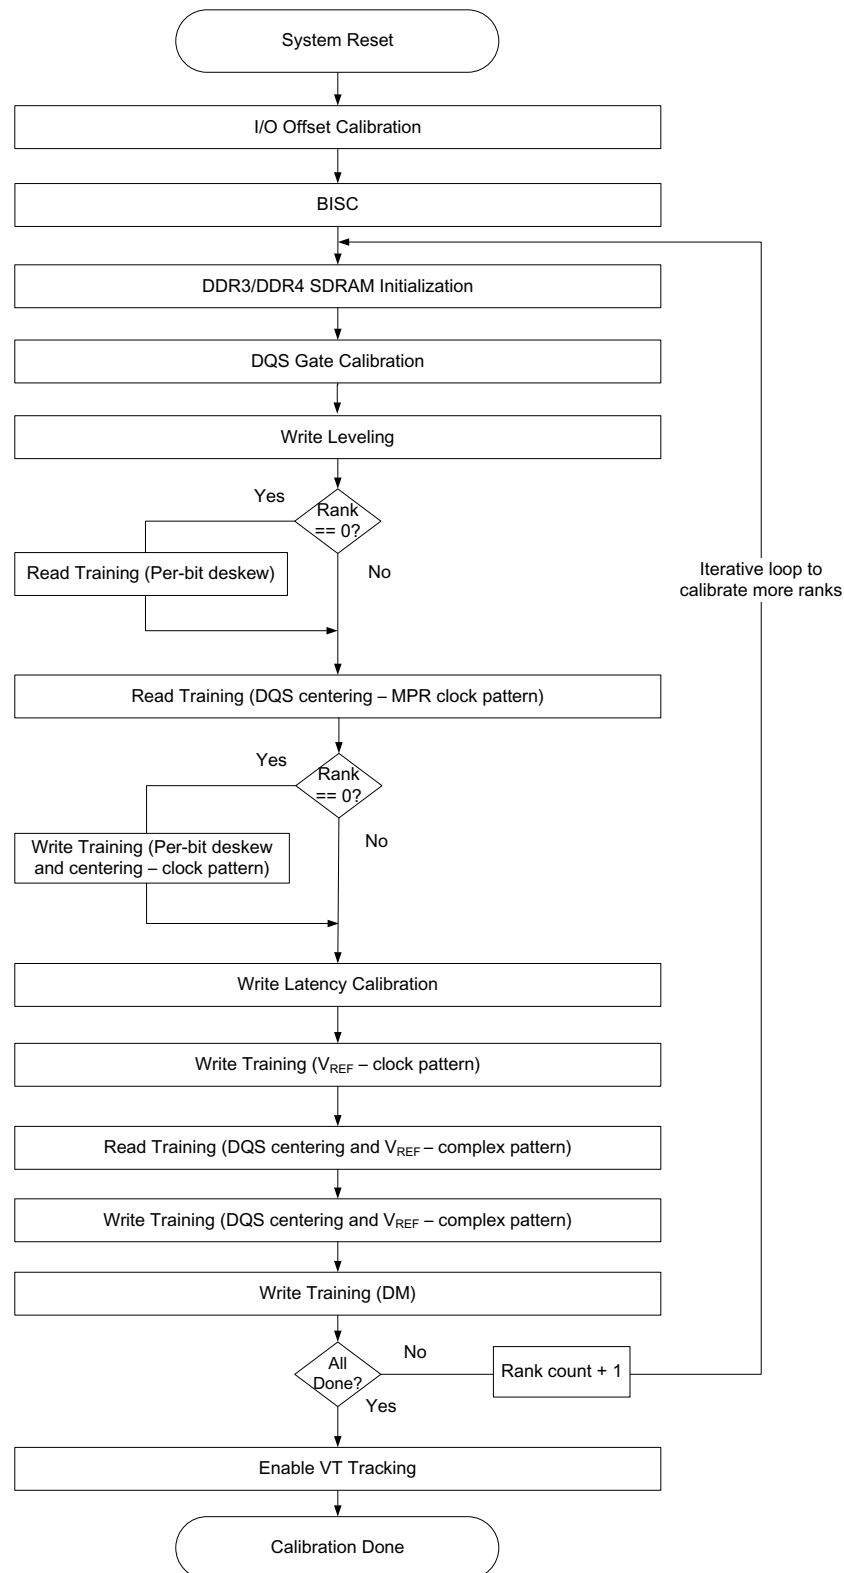 System Reset
I/O Offset Calibration
BISC
DDR3/DDR4 SDRAM Initialization
DQS Gate Calibration
Write Leveling
Yes
Rank
== 0?
No
Read Training (Per-bit deskew)
Iterative loop to
calibrate more ranks
Read Training (DQS centering – MPR clock pattern)
Yes
Rank
== 0?
No
Write Training (Per-bit deskew
and centering – clock pattern)
Write Latency Calibration
Write Training (VREF – clock pattern)
Read Training (DQS centering and VREF – complex pattern)
Write Training (DQS centering and VREF – complex pattern)
Write Training (DM)
All
Done?
No
Rank count + 1
Yes
Enable VT Tracking
Calibration Done